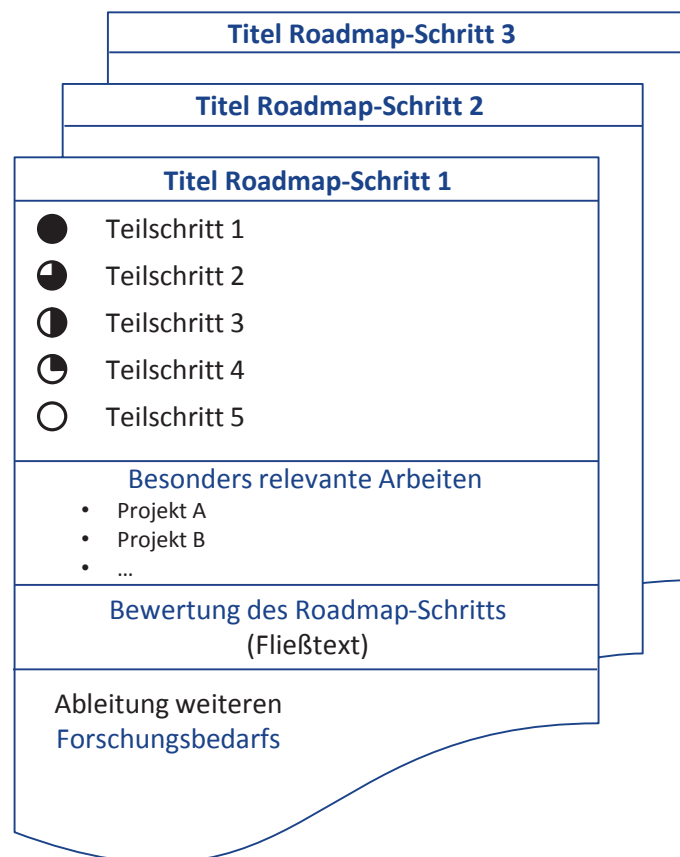 Titel Roadmap-Schritt 3
Titel Roadmap-Schritt 2
Titel Roadmap-Schritt 1
Teilschritt 1
Teilschritt 2
Teilschritt 3
Teilschritt 4
Teilschritt 5
Besonders relevante Arbeiten
• Projekt A
• Projekt B
• ...
Bewertung des Roadmap-Schritts
(Fließtext)
Ableitung weiteren
Forschungsbedarfs